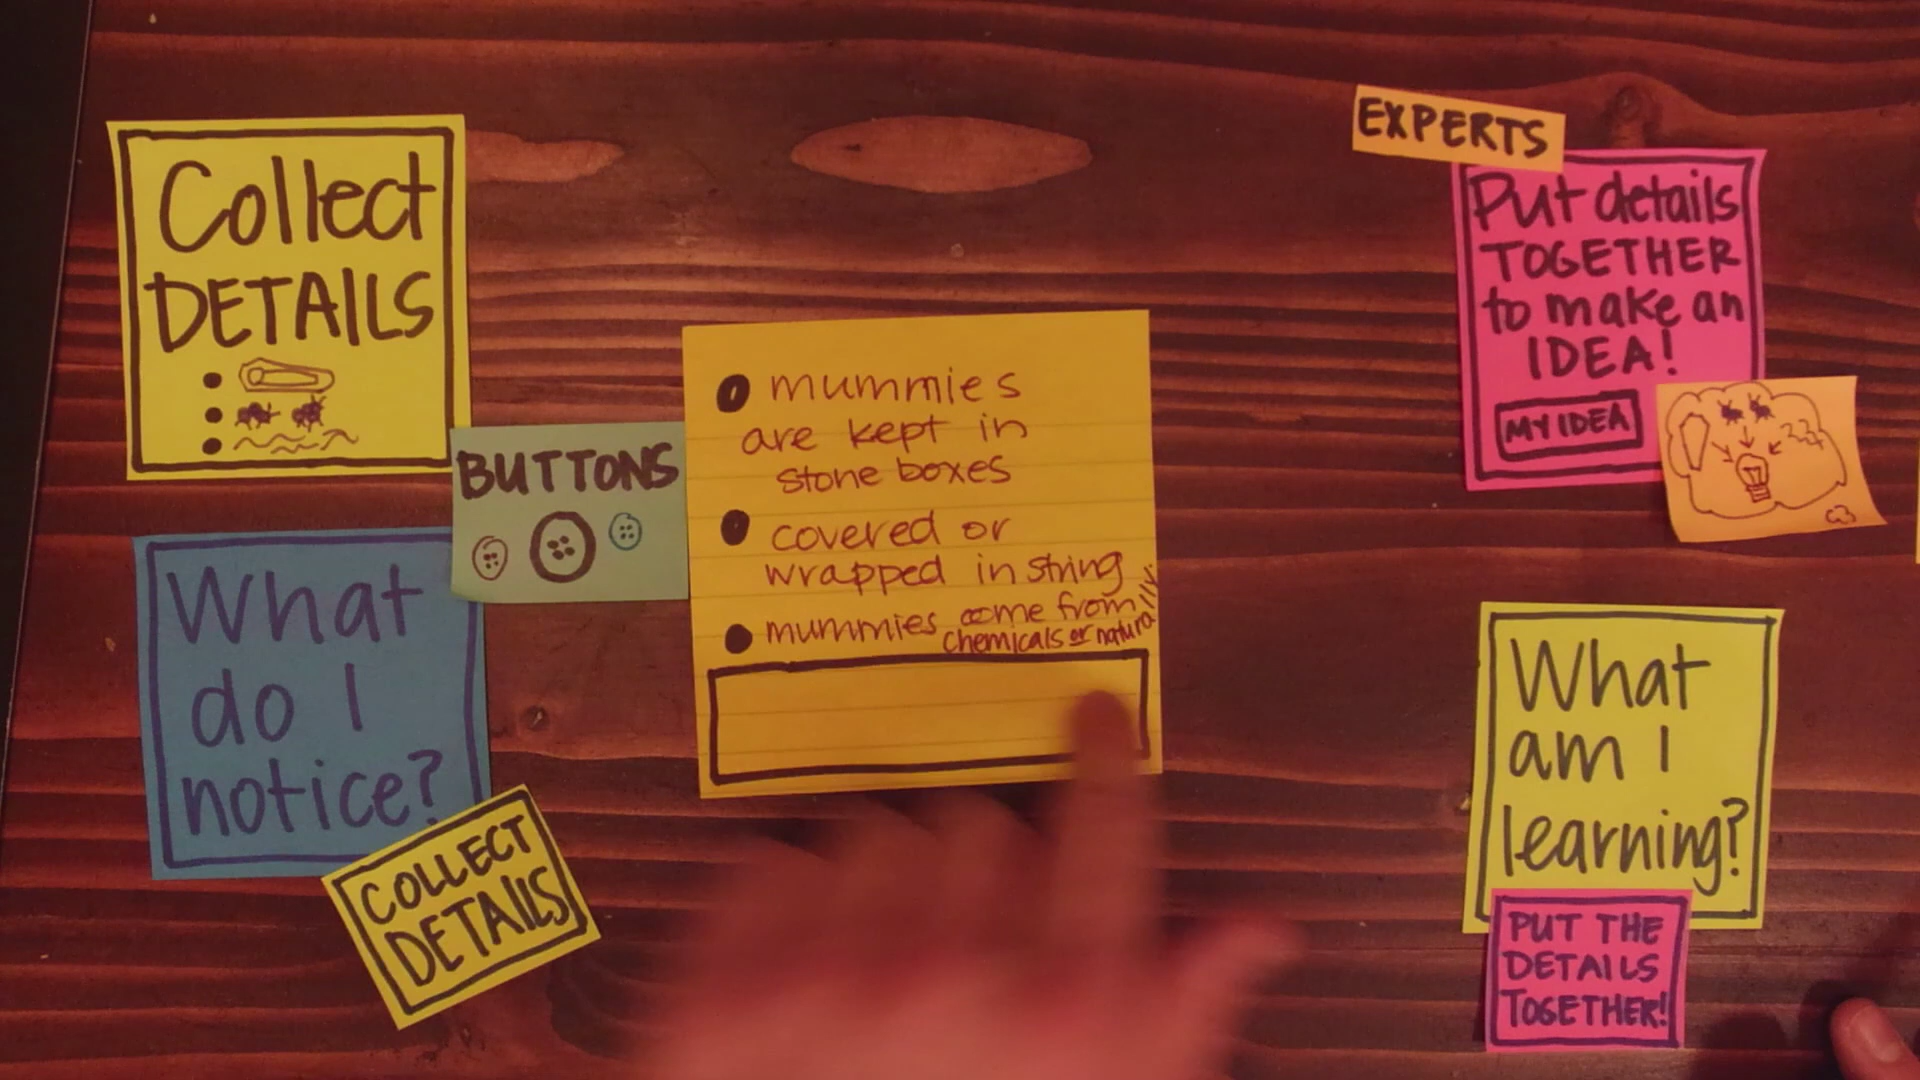 Collect
DETAILS
BUTTONS
What
do I
notice?
COLLECT
DETAILS
mummies
are kept in
stone boxes
covered or
wrapped in string
mummies come from
chemicals or naturally.
EXPERTS
Put details
TOGETHER
to make an
IDEA!
MY IDEA
What
am I
learning?
PUT THE
DETAILS
TOGETHER!